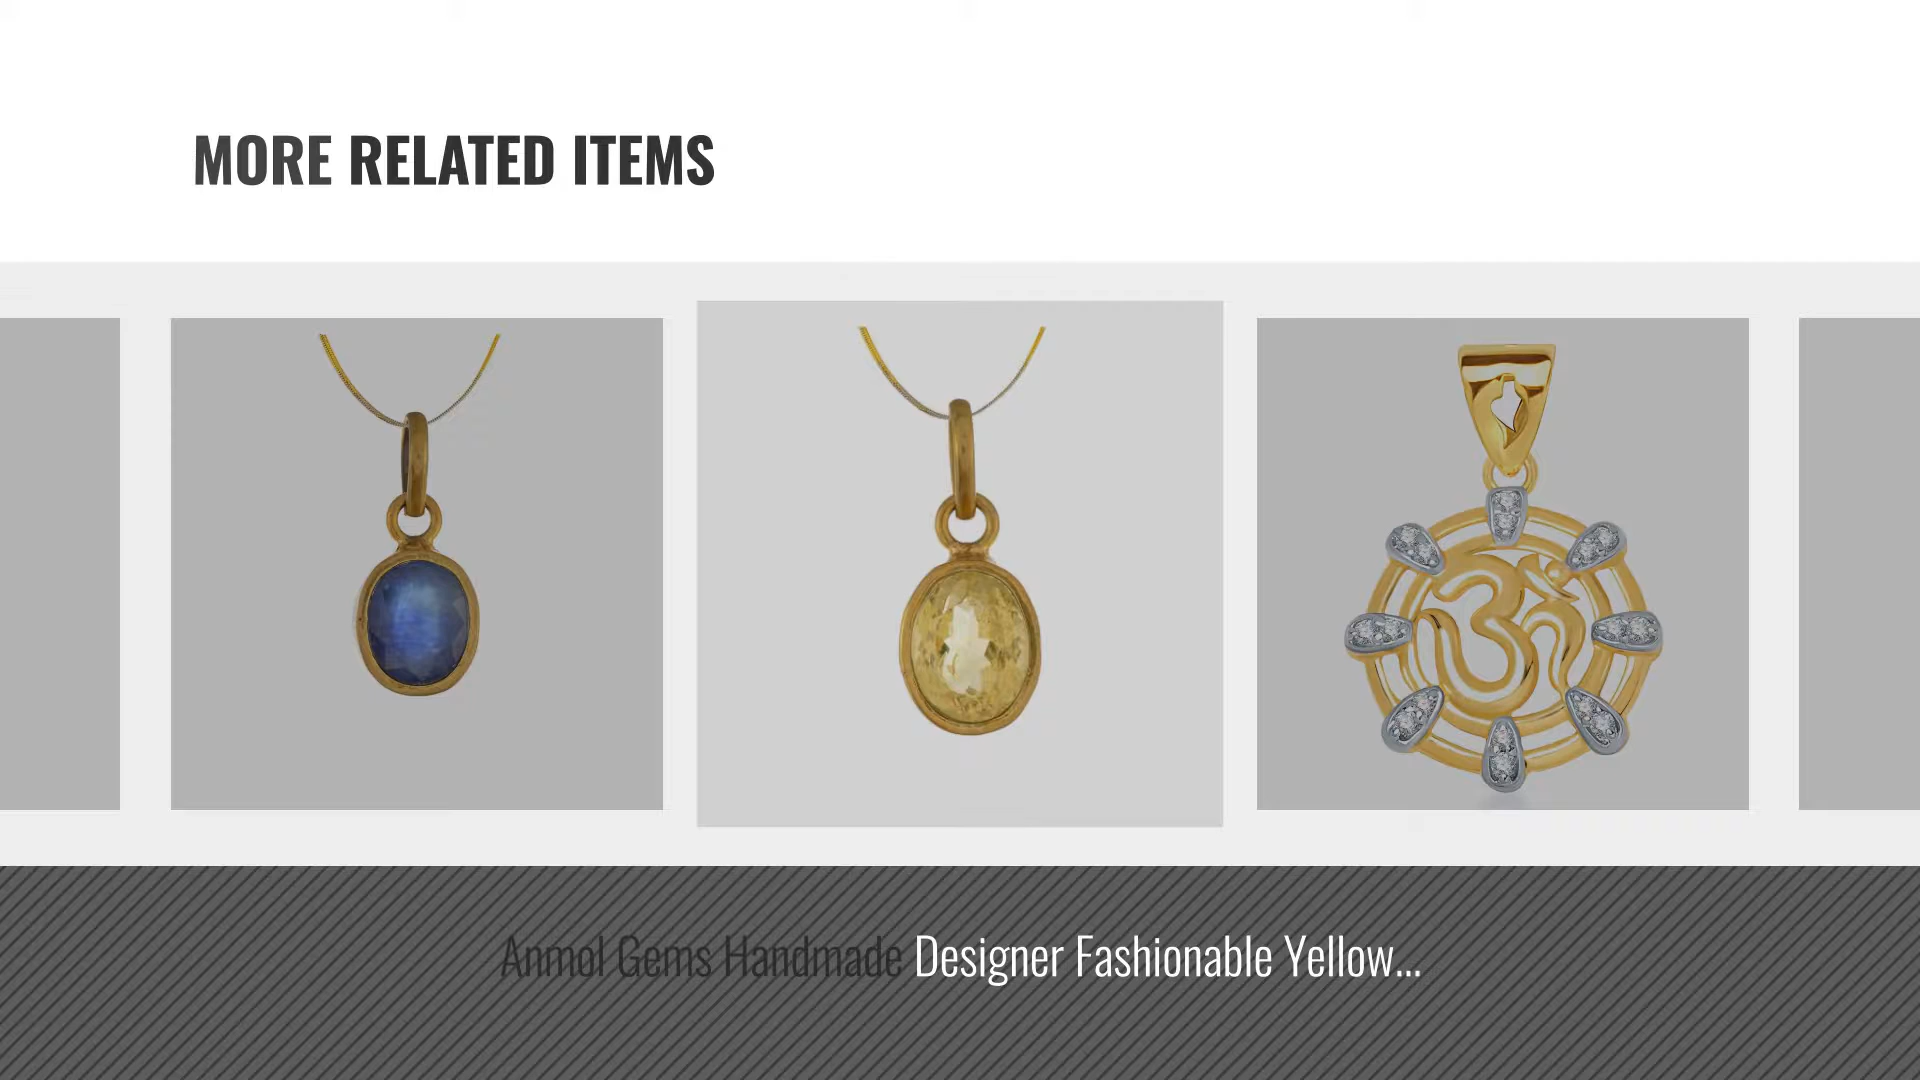 MORE RELATED ITEMS
ॐ
Anmol Gems Handmade Designer Fashionable Yellow...